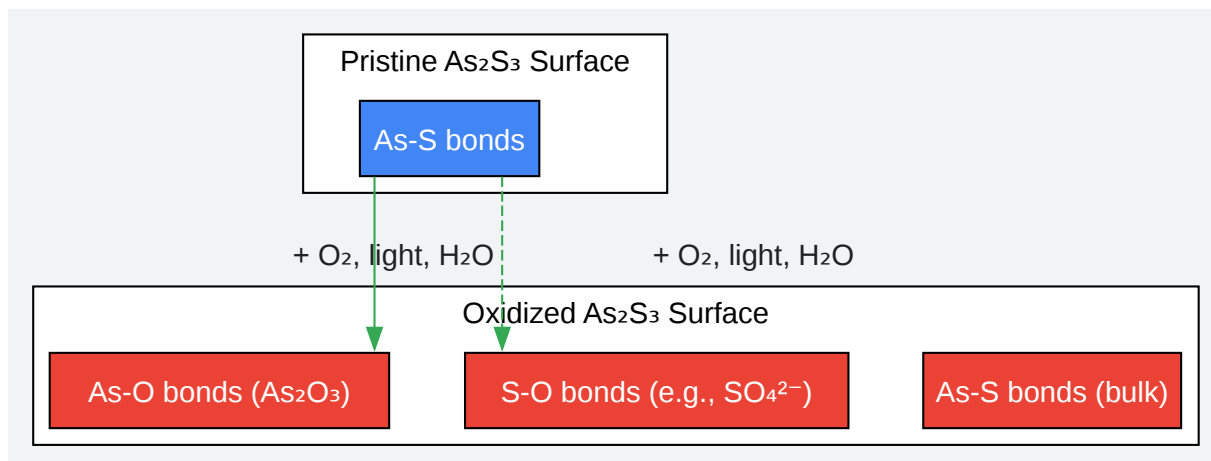 Pristine As₂S₃ Surface
As-S bonds
+ O₂, light, H₂O
+ O₂, light, H₂O
Oxidized As₂S₃ Surface
As-O bonds (As₂O₃)
S-O bonds (e.g., SO₄²⁻)
As-S bonds (bulk)